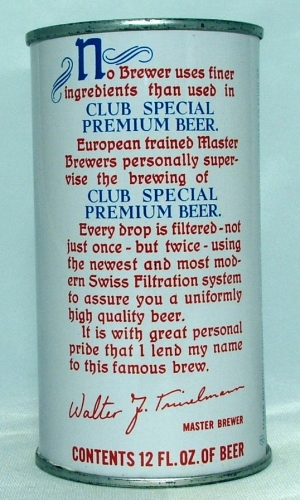 No Brewer uses finer
ingredients than used in
CLUB SPECIAL
PREMIUM BEER.
European trained Master
Brewers personally super-
vise the brewing of
CLUB SPECIAL
PREMIUM BEER.
Every drop is filtered-not
just once-but twice-using
the newest and most mod-
ern Swiss Filtration system
to assure you a uniformly
high quality beer.
It is with great personal
pride that I lend my name
to this famous brew.
Walter J.
MASTER BREWER
CONTENTS 12 FL. OZ. OF BEER